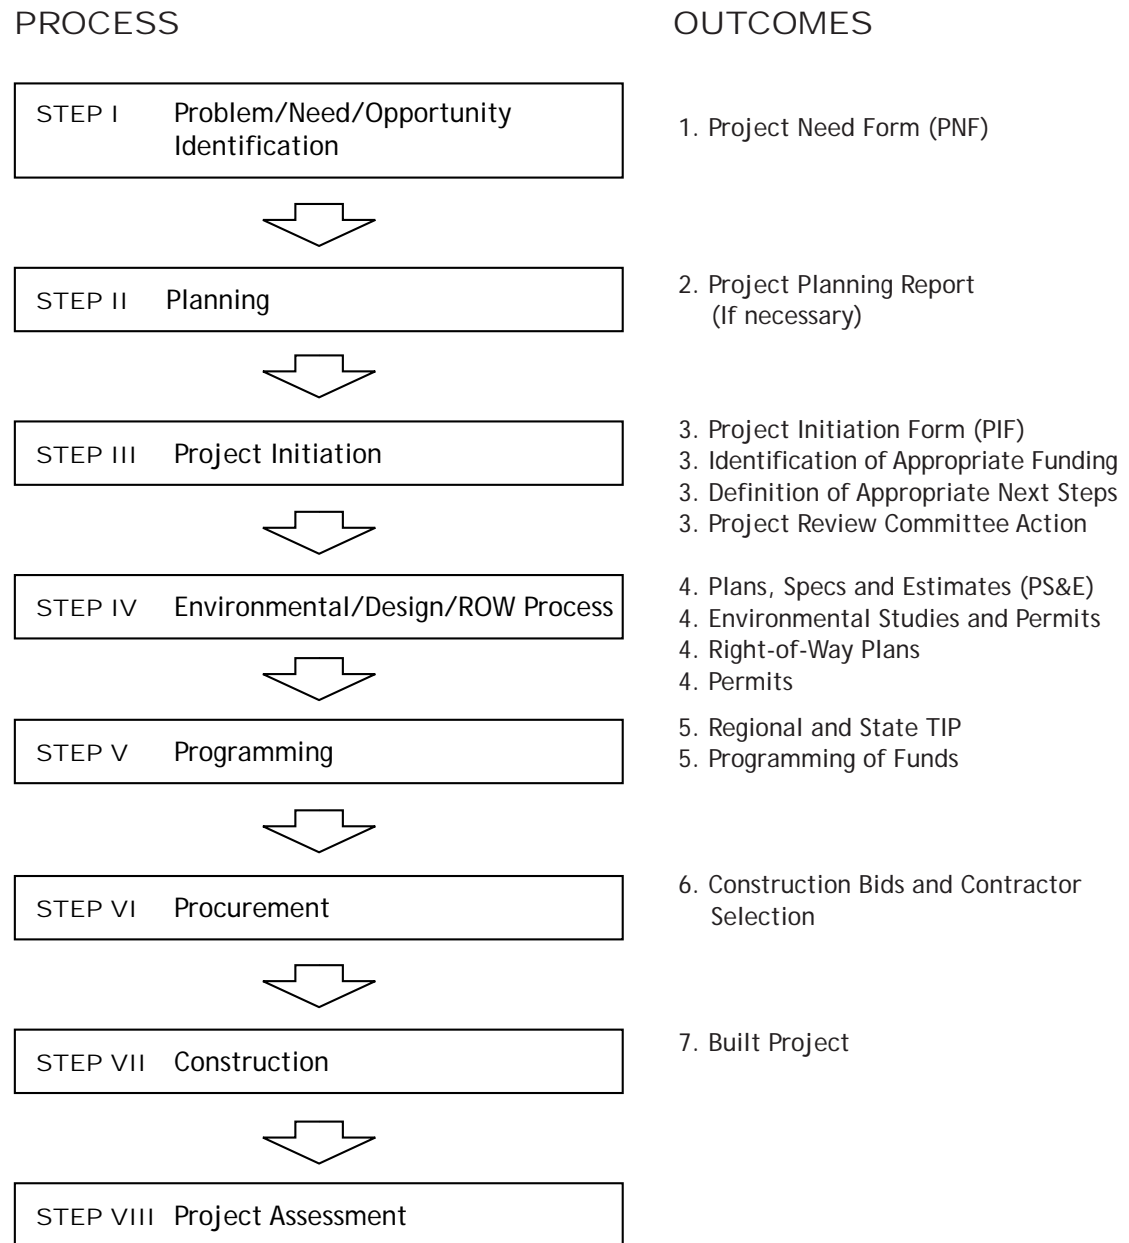 PROCESS
OUTCOMES
STEP I Problem/Need/Opportunity
Identification
1. Project Need Form (PNF)
STEP II Planning
2. Project Planning Report
(If necessary)
STEP III Project Initiation
3. Project Initiation Form (PIF)
3. Identification of Appropriate Funding
3. Definition of Appropriate Next Steps
3. Project Review Committee Action
STEP IV Environmental/Design/ROW Process
4. Plans, Specs and Estimates (PS&E)
4. Environmental Studies and Permits
4. Right-of-Way Plans
4. Permits
STEP V Programming
5. Regional and State TIP
5. Programming of Funds
STEP VI Procurement
6. Construction Bids and Contractor
Selection
STEP VII Construction
7. Built Project
STEP VIII Project Assessment